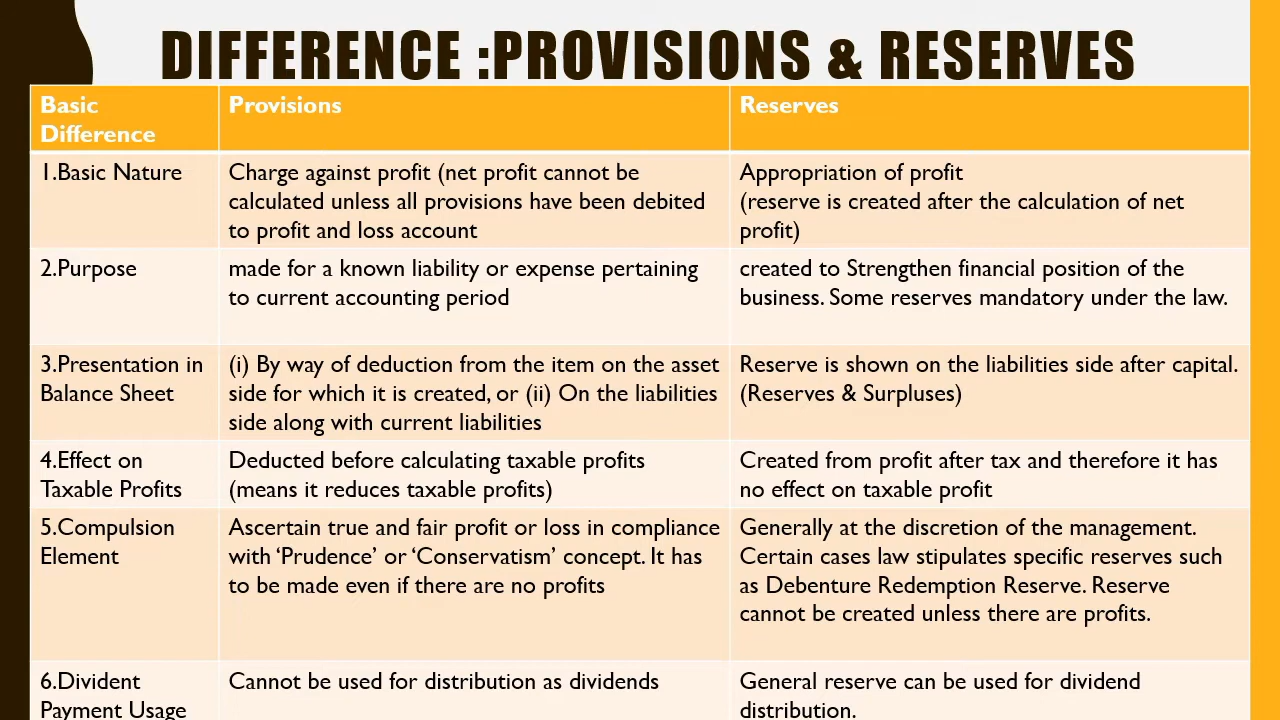 DIFFERENCE :PROVISIONS & RESERVES
Basic
Difference
Provisions
Reserves
1.Basic Nature
Charge against profit (net profit cannot be
calculated unless all provisions have been debited
to profit and loss account
Appropriation of profit
(reserve is created after the calculation of net
profit)
2.Purpose
made for a known liability or expense pertaining
to current accounting period
created to Strengthen financial position of the
business. Some reserves mandatory under the law.
3.Presentation in
Balance Sheet
(i) By way of deduction from the item on the asset
side for which it is created, or (ii) On the liabilities
side along with current liabilities
Reserve is shown on the liabilities side after capital.
(Reserves & Surpluses)
4.Effect on
Taxable Profits
Deducted before calculating taxable profits
(means it reduces taxable profits)
Created from profit after tax and therefore it has
no effect on taxable profit
5.Compulsion
Element
Ascertain true and fair profit or loss in compliance
with ‘Prudence’ or ‘Conservatism’ concept. It has
to be made even if there are no profits
Generally at the discretion of the management.
Certain cases law stipulates specific reserves such
as Debenture Redemption Reserve. Reserve
cannot be created unless there are profits.
6.Divident
Payment Usage
Cannot be used for distribution as dividends
General reserve can be used for dividend
distribution.